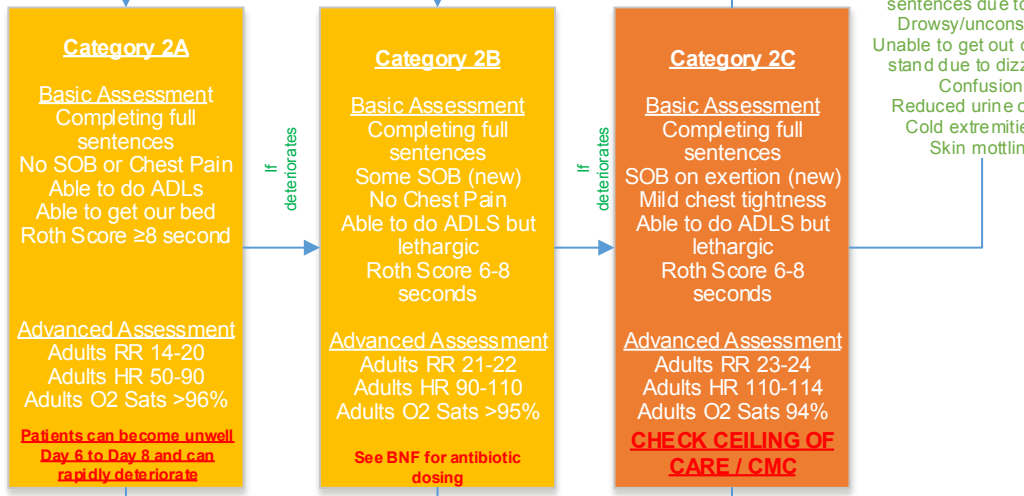 Category 2A
Basic Assessment
Completing full
sentences
No SOB or Chest Pain
Able to do ADLs
Able to get our bed
Roth Score ≥8 second
Advanced Assessment
Adults RR 14-20
Adults HR 50-90
Adults O2 Sats >96%
Patients can become unwell
Day 6 to Day 8 and can
rapidly deteriorate
If
deteriorates
Category 2B
Basic Assessment
Completing full
sentences
Some SOB (new)
No Chest Pain
Able to do ADLS but
lethargic
Roth Score 6-8
seconds
Advanced Assessment
Adults RR 21-22
Adults HR 90-110
Adults O2 Sats >95%
See BNF for antibiotic
dosing
If
deteriorates
Category 2C
Basic Assessment
Completing full
sentences
SOB on exertion (new)
Mild chest tightness
Able to do ADLS but
lethargic
Roth Score 6-8
seconds
Advanced Assessment
Adults RR 23-24
Adults HR 110-114
Adults O2 Sats 94%
CHECK CEILING OF
CARE / CMC
sentences due to
Drowsy/uncons
Unable to get out
stand due to dizz
Confusion
Reduced urine
Cold extremitie
Skin mottlin